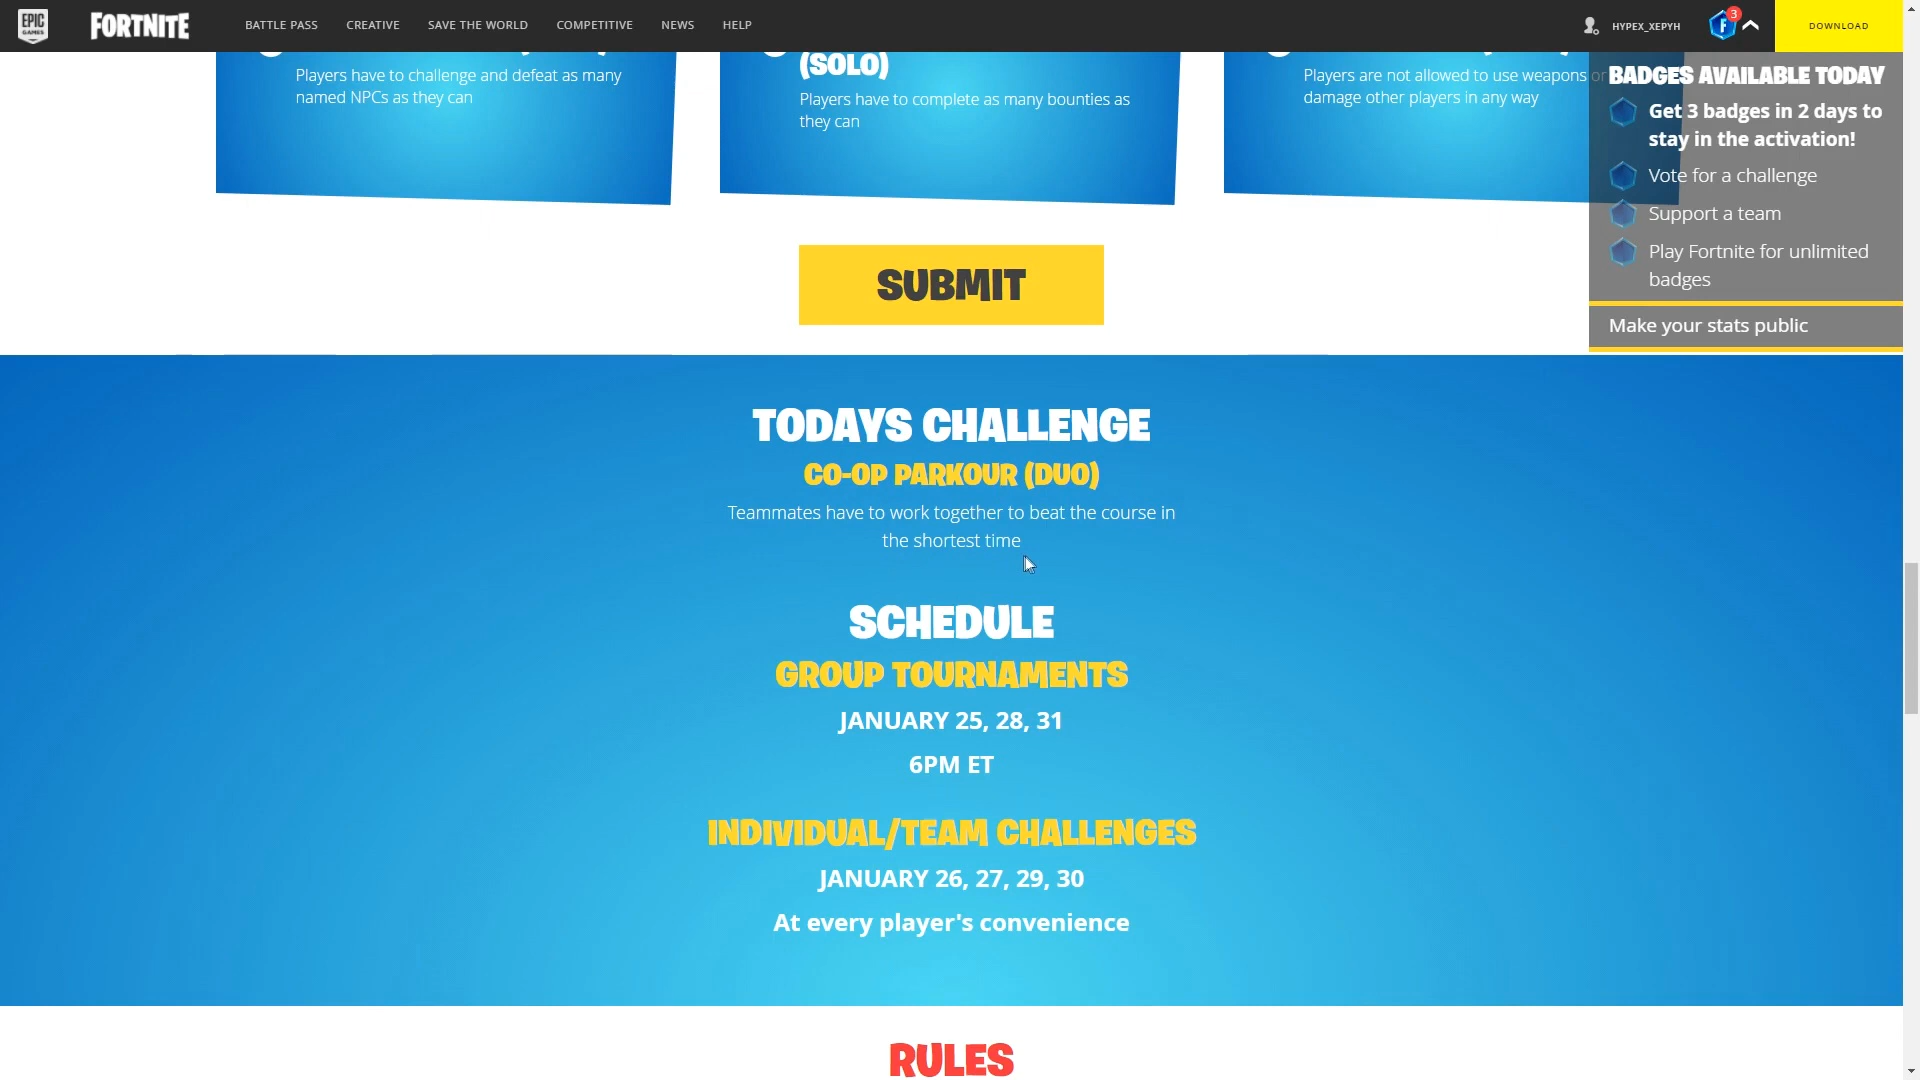 EPIC
GAMES
FORTNITE
BATTLE PASS
CREATIVE
SAVE THE WORLD
COMPETITIVE
NEWS
HELP
HYPEX_XEPYH
F
3
DOWNLOAD
Players have to challenge and defeat as many
named NPCs as they can
(SOLO)
Players have to complete as many bounties as
they can
Players are not allowed to use weapons or
damage other players in any way
BADGES AVAILABLE TODAY
Get 3 badges in 2 days to
stay in the activation!
Vote for a challenge
Support a team
Play Fortnite for unlimited
badges
Make your stats public
SUBMIT
TODAYS CHALLENGE
CO-OP PARKOUR (DUO)
Teammates have to work together to beat the course in
the shortest time
SCHEDULE
GROUP TOURNAMENTS
JANUARY 25, 28, 31
6PM ET
INDIVIDUAL/TEAM CHALLENGES
JANUARY 26, 27, 29, 30
At every player's convenience
RULES